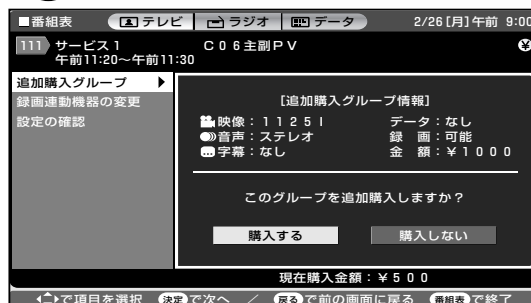 ■番組表 テレビ ラジオ データ 2/26[月]午前 9:00
111 サービス1 C06主副PV ¥
午前11:20～午前11:30
追加購入グループ ▶
録画連動機器の変更
設定の確認
[追加購入グループ情報]
映像：1125I データ：なし
音声：ステレオ 録 画：可能
字幕：なし 金 額：¥1000
このグループを追加購入しますか？
購入する 購入しない
現在購入金額：¥500
で項目を選択 決定で次へ ／ 戻るで前の画面に戻る 番組表で終了